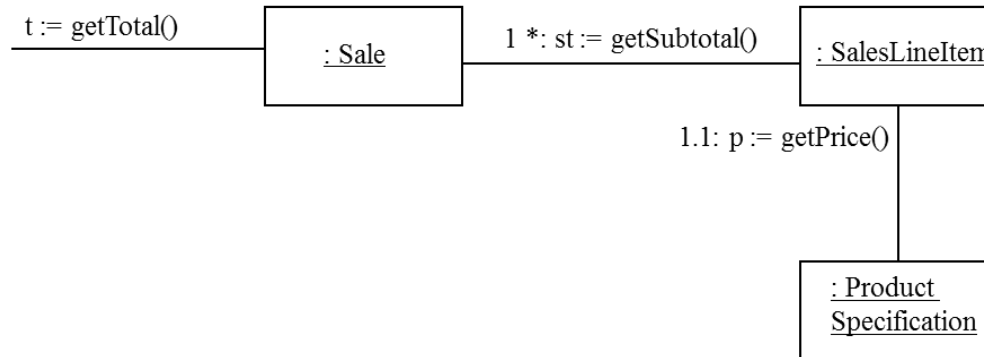 t := getTotal()
: Sale
1 *: st := getSubtotal()
: SalesLineItem
1.1: p := getPrice()
: Product
Specification